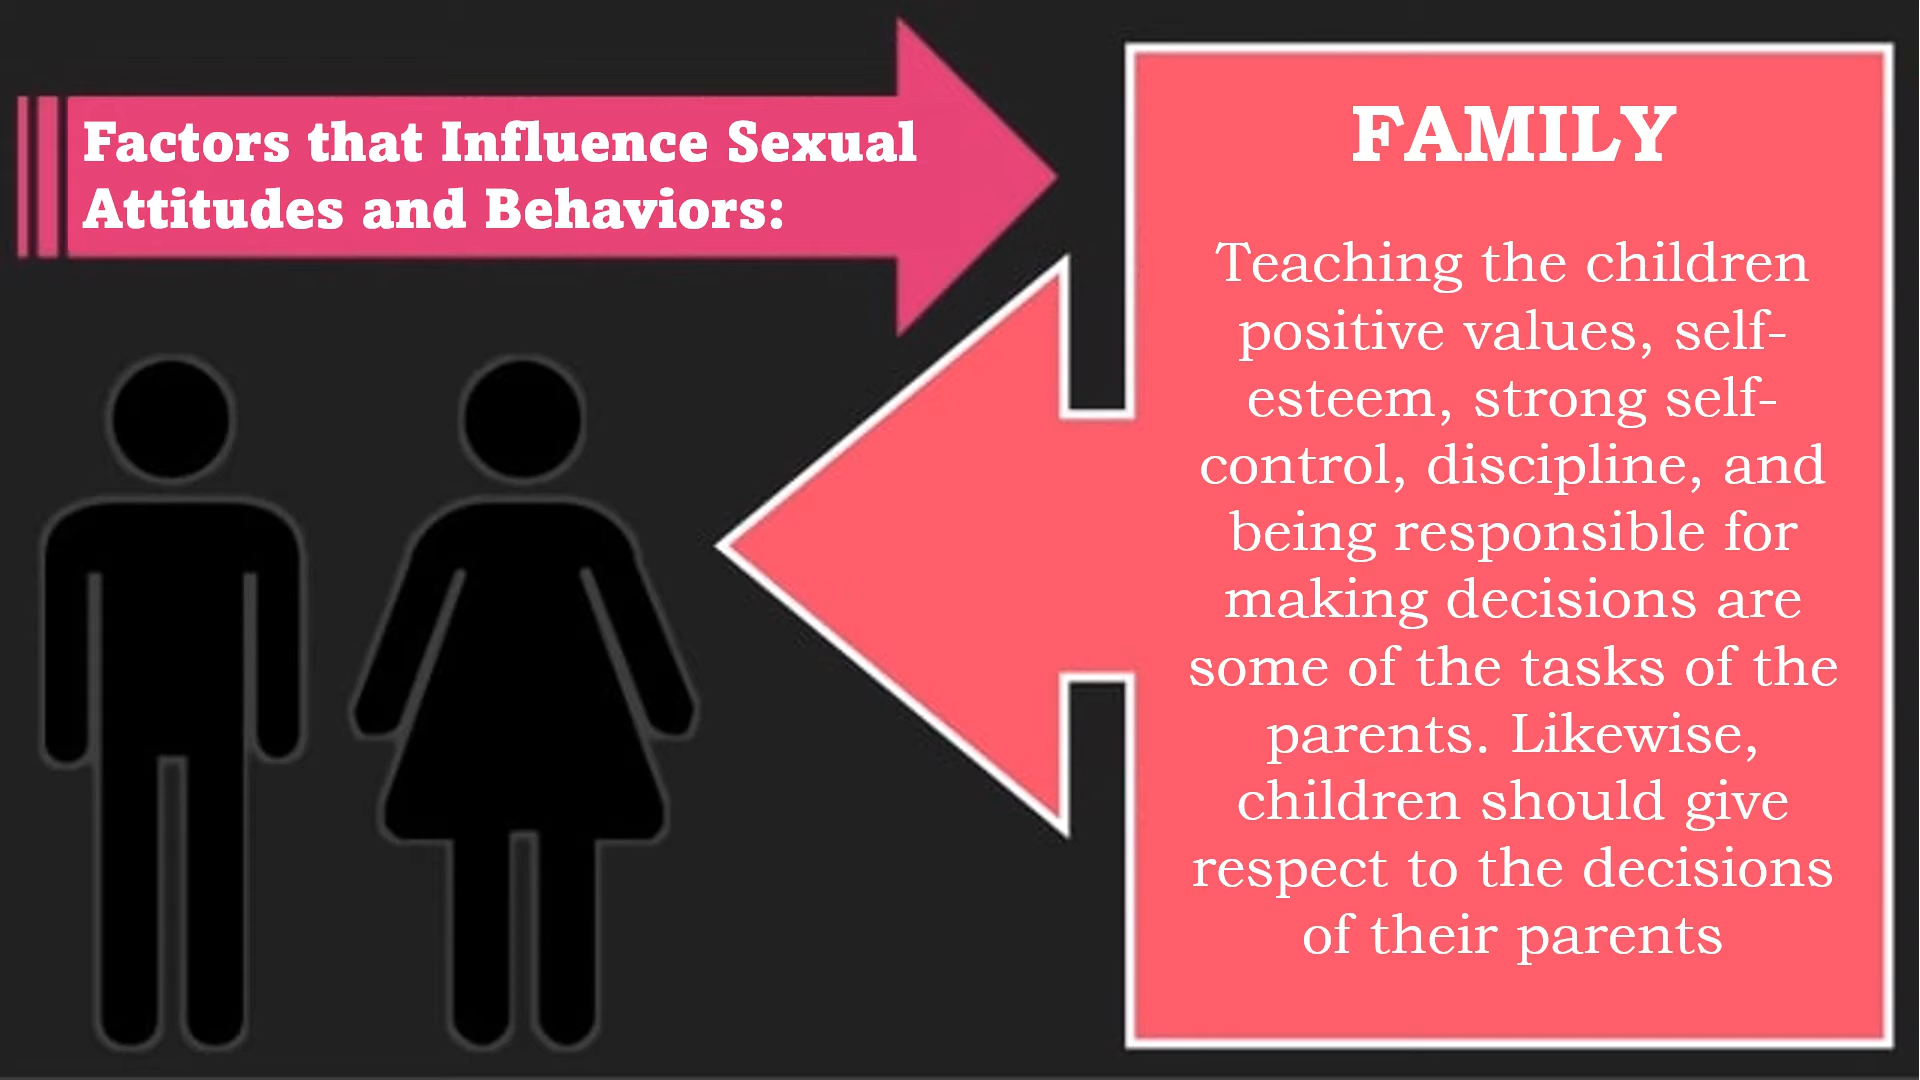 Factors that Influence Sexual
Attitudes and Behaviors:
FAMILY
Teaching the children
positive values, self-
esteem, strong self-
control, discipline, and
being responsible for
making decisions are
some of the tasks of the
parents. Likewise,
children should give
respect to the decisions
of their parents